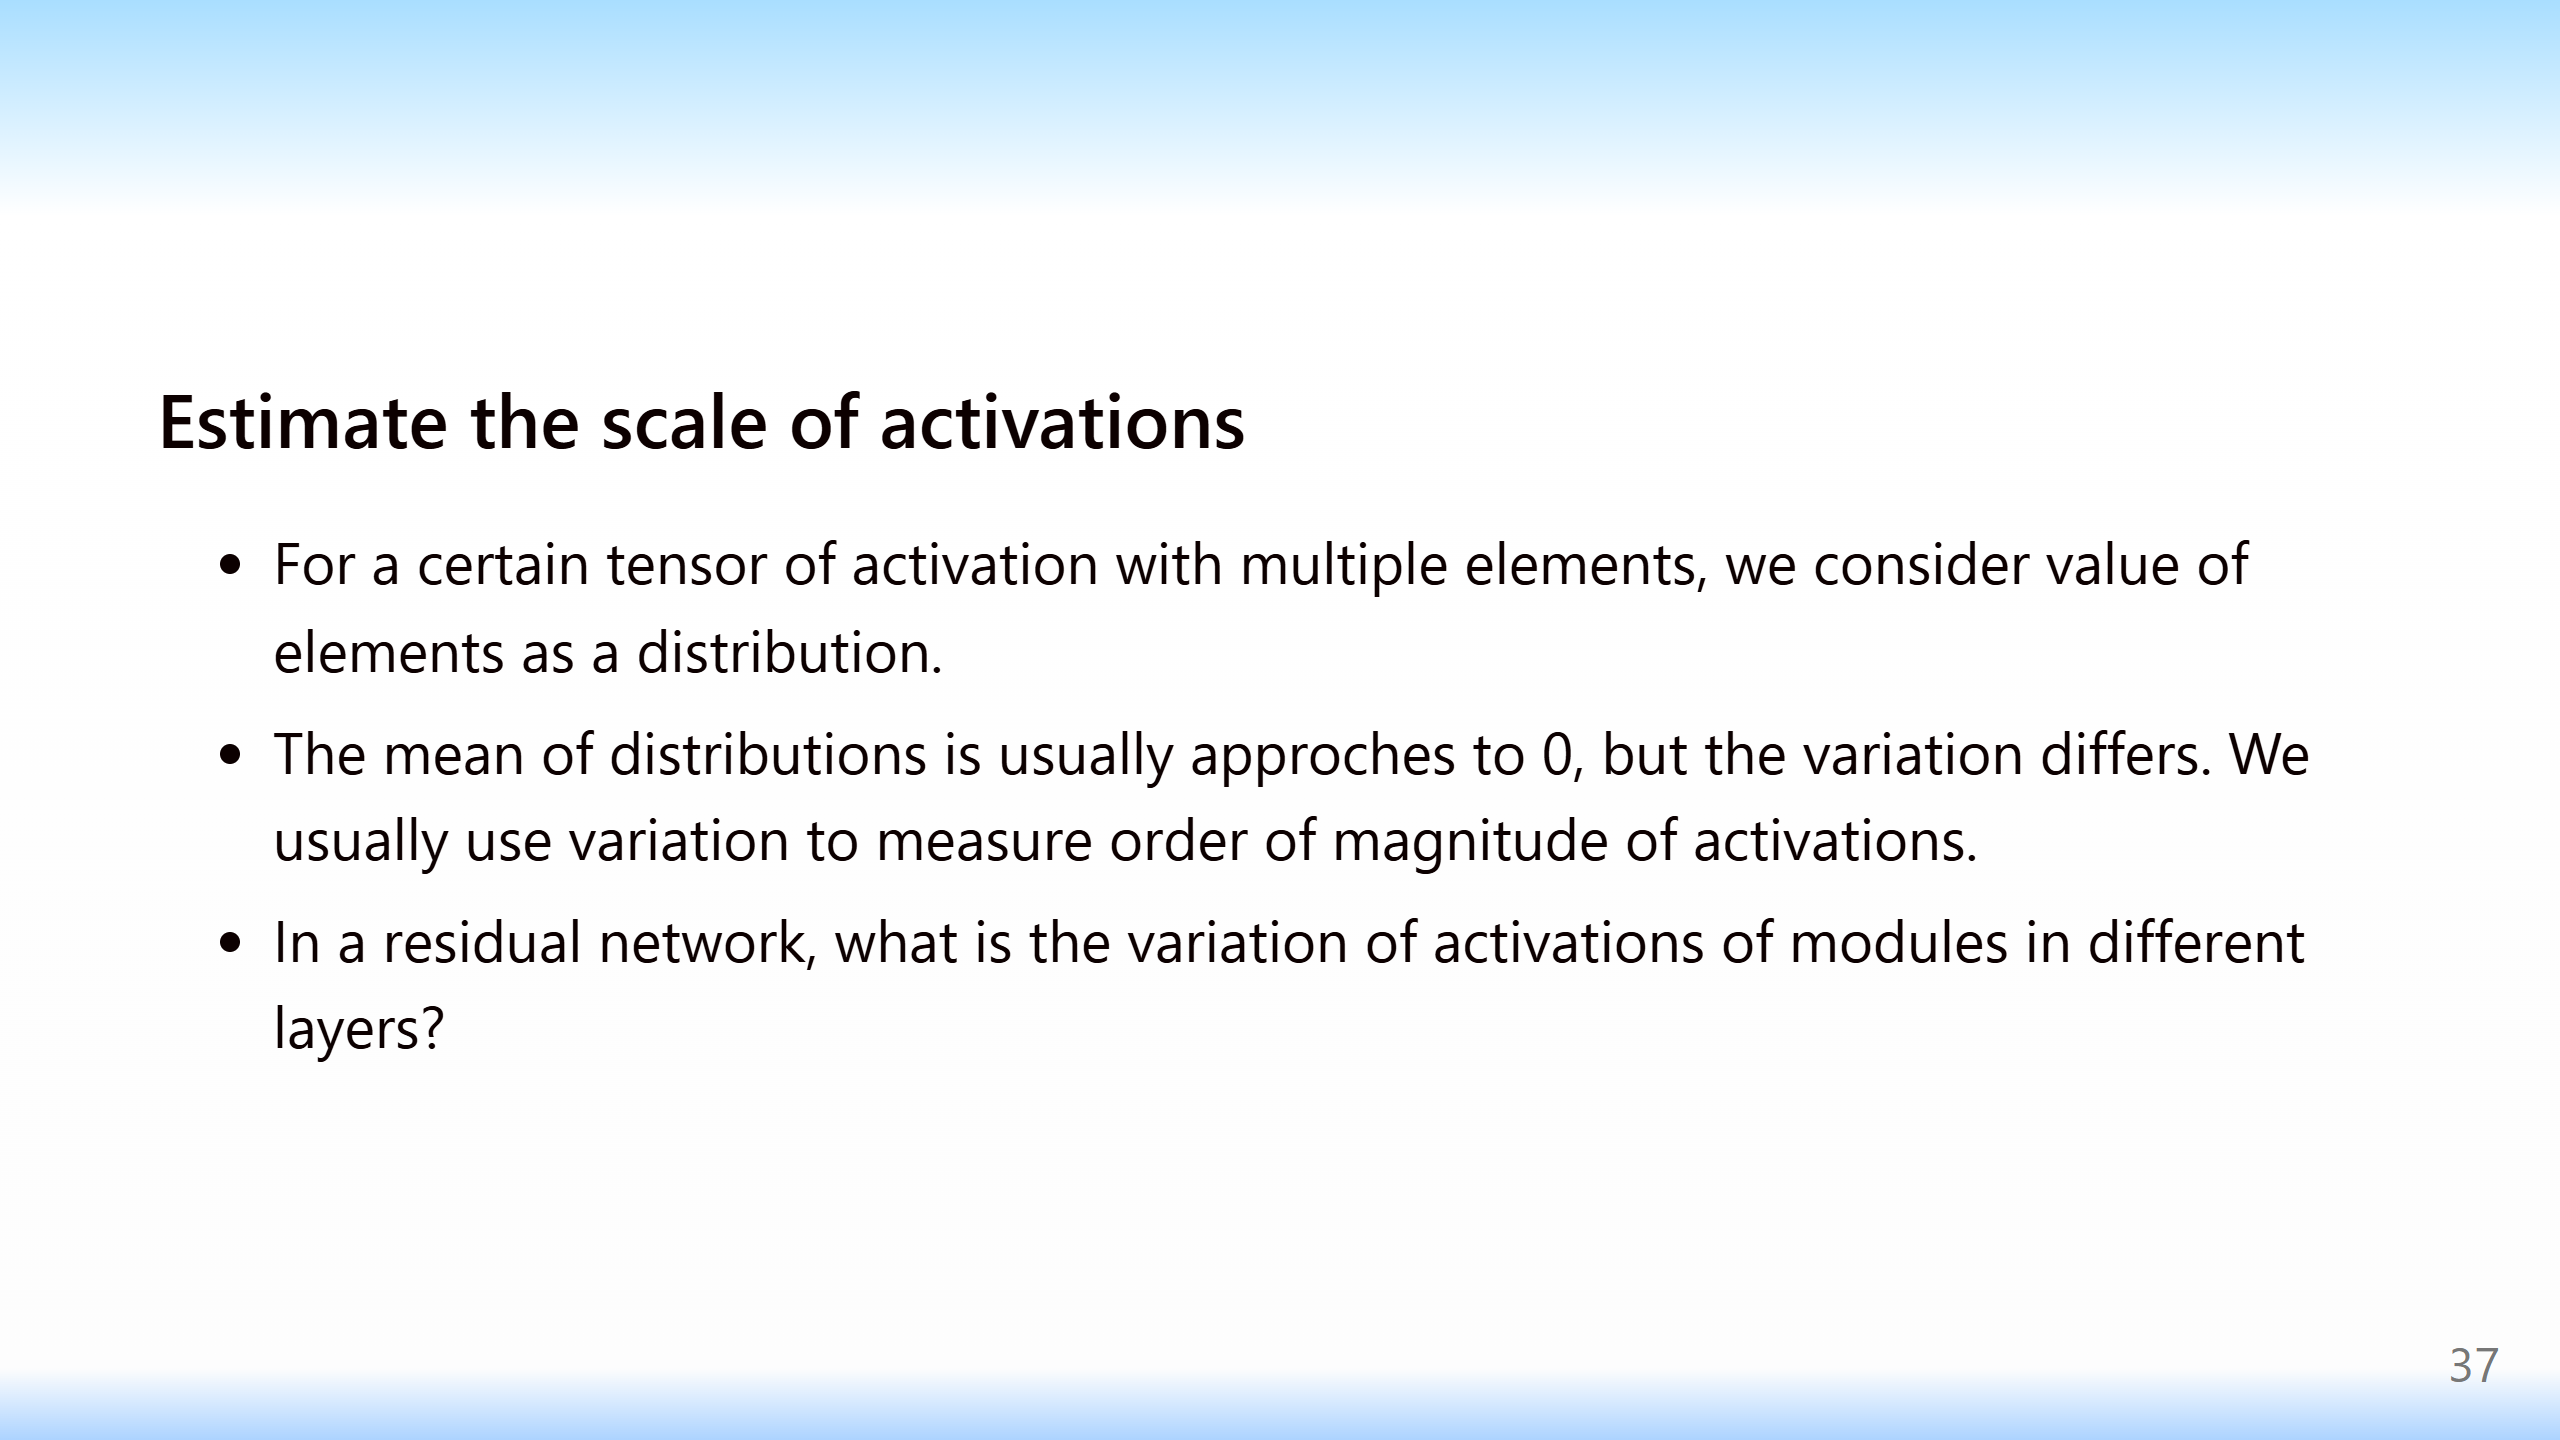 Estimate the scale of activations
• For a certain tensor of activation with multiple elements, we consider value of
elements as a distribution.
• The mean of distributions is usually approches to 0, but the variation differs. We
usually use variation to measure order of magnitude of activations.
• In a residual network, what is the variation of activations of modules in different
layers?
37